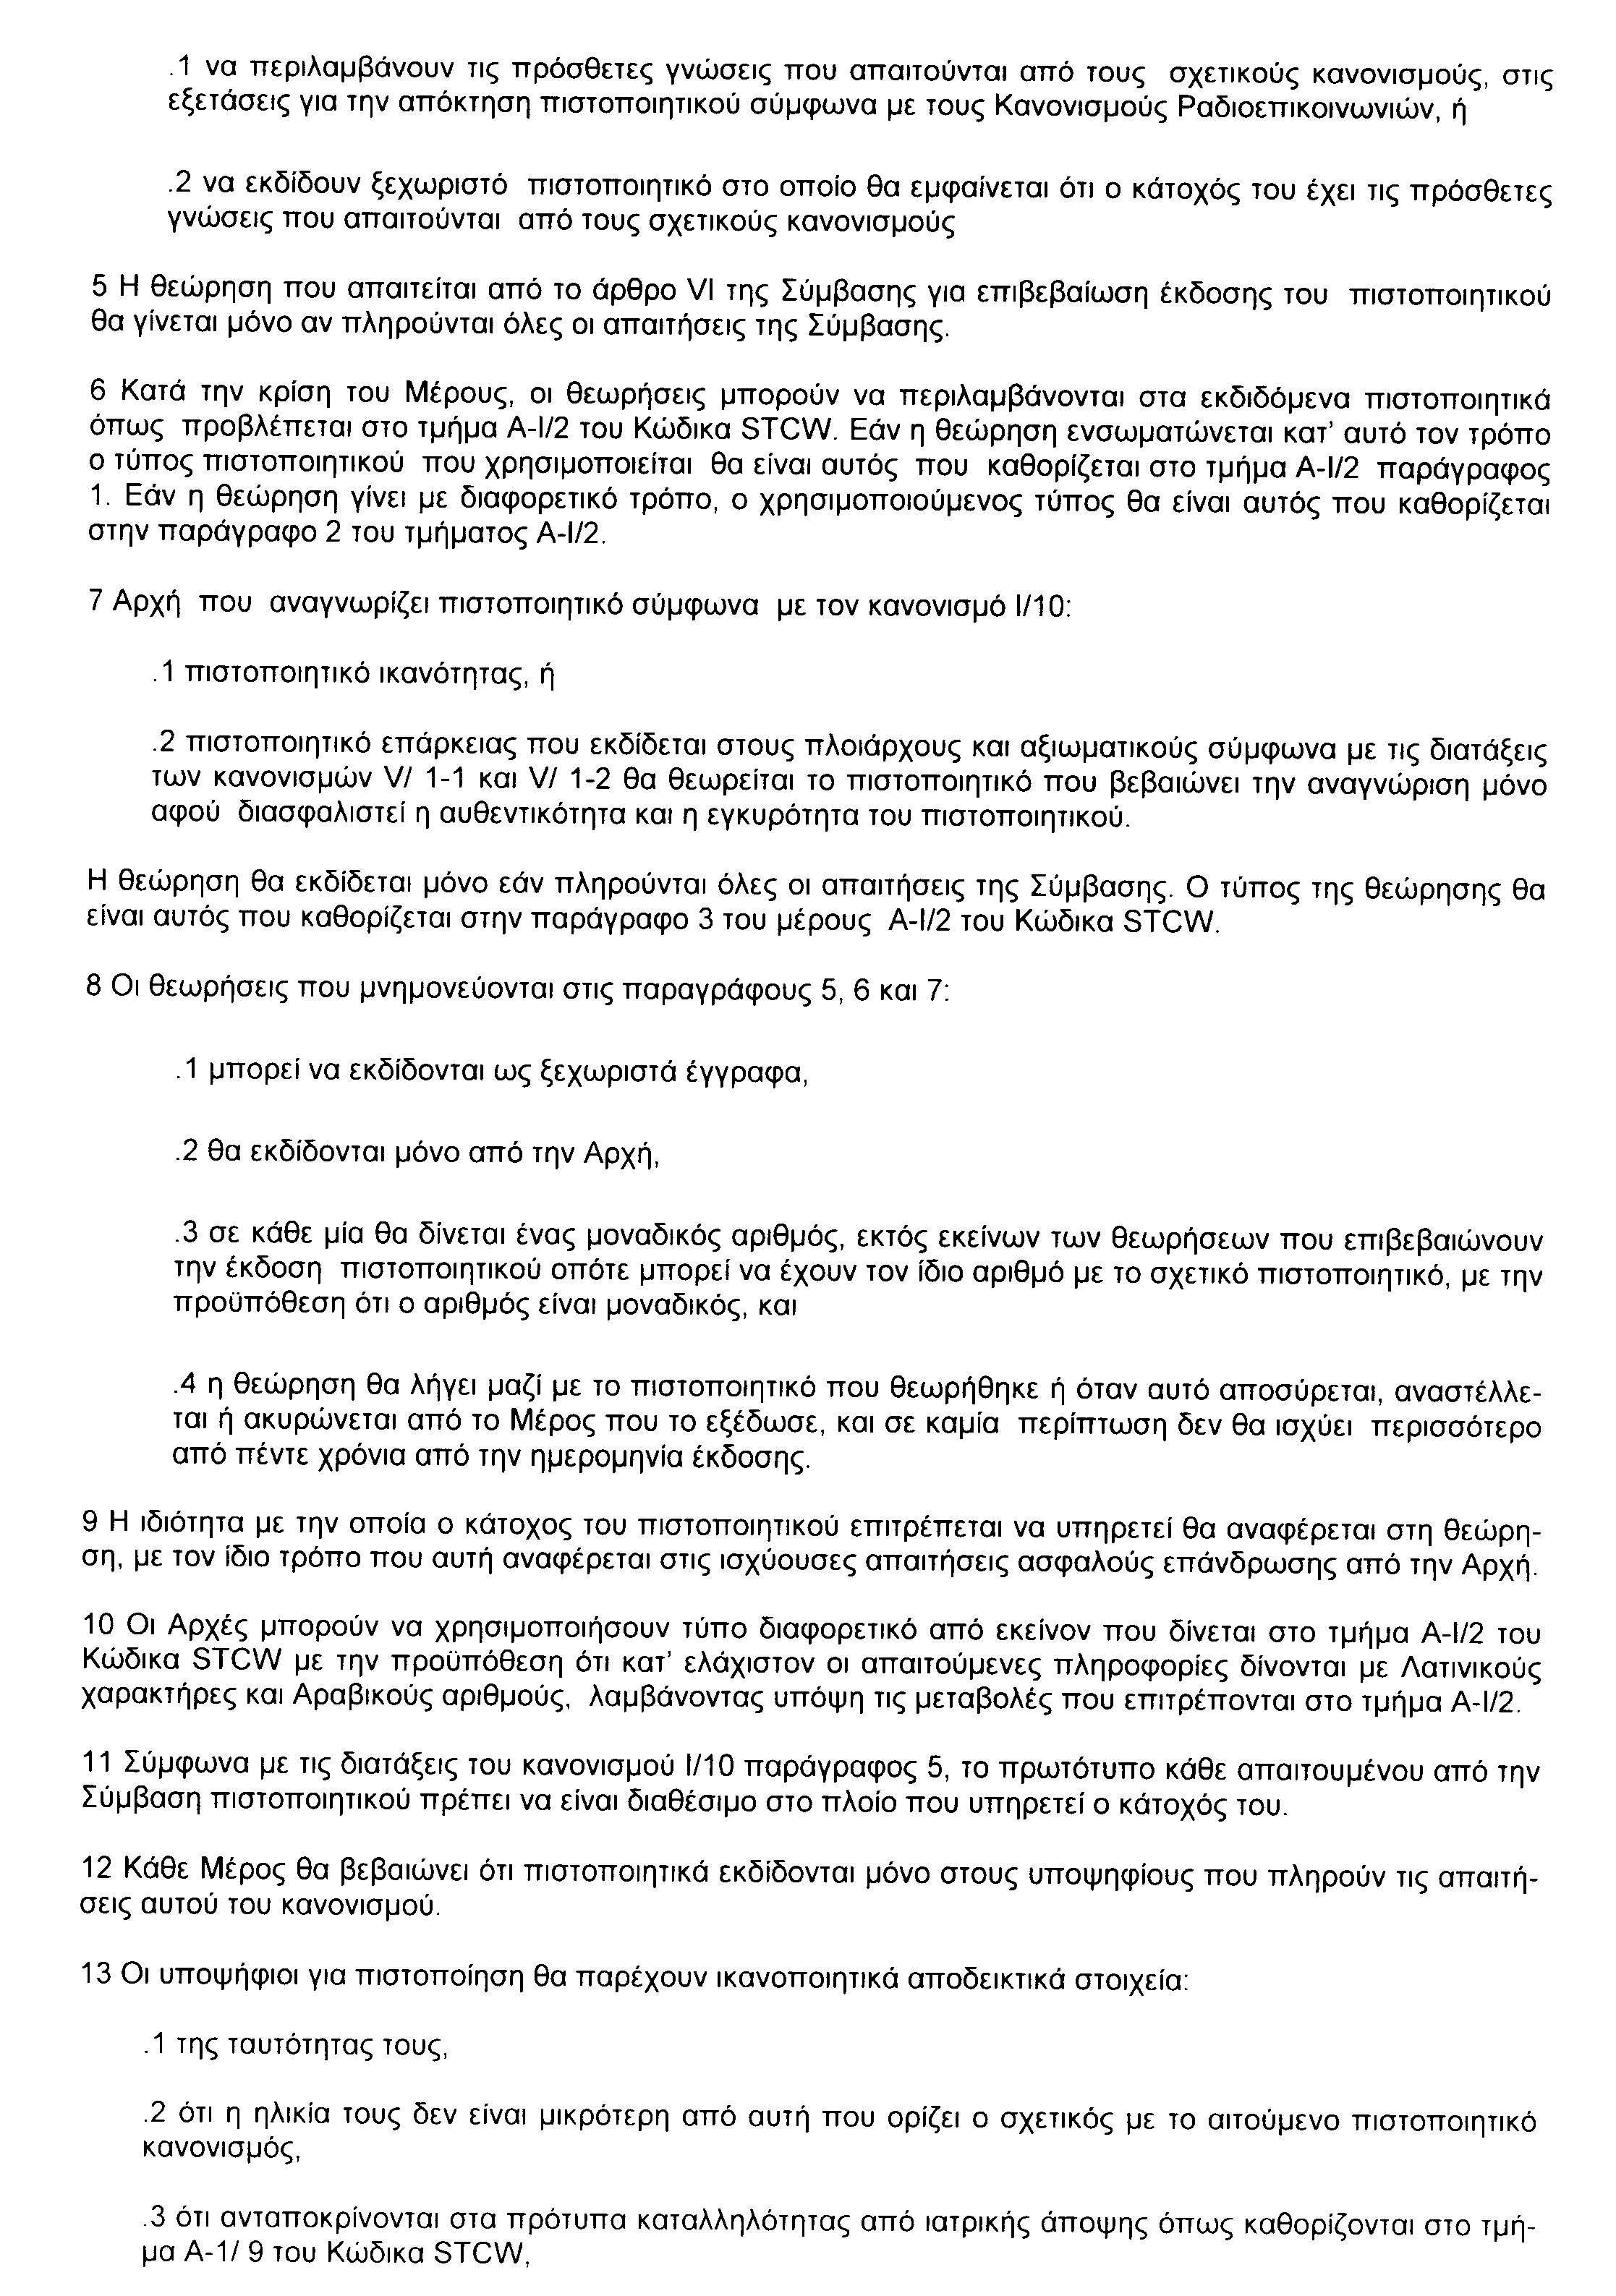 .1 να περιλαμβάνουν τις πρόσθετες γνώσεις που απαιτούνται από τους σχετικούς κανονισμούς, στις
εξετάσεις για την απόκτηση πιστοποιητικού σύμφωνα με τους Κανονισμούς Ραδιοεπικοινωνιών, ή
.2 να εκδίδουν ξεχωριστό πιστοποιητικό στο οποίο θα εμφαίνεται ότι ο κάτοχός του έχει τις πρόσθετες
γνώσεις που απαιτούνται από τους σχετικούς κανονισμούς
5 Η θεώρηση που απαιτείται από το άρθρο VI της Σύμβασης για επιβεβαίωση έκδοσης του πιστοποιητικού
θα γίνεται μόνο αν πληρούνται όλες οι απαιτήσεις της Σύμβασης.
6 Κατά την κρίση του Μέρους, οι θεωρήσεις μπορούν να περιλαμβάνονται στα εκδιδόμενα πιστοποιητικά
όπως προβλέπεται στο τμήμα Α-Ι/2 του Κώδικα STCW. Εάν η θεώρηση ενσωματώνεται κατ' αυτό τον τρόπο
ο τύπος πιστοποιητικού που χρησιμοποιείται θα είναι αυτός που καθορίζεται στο τμήμα Α-Ι/2 παράγραφος
1. Εάν η θεώρηση γίνει με διαφορετικό τρόπο, ο χρησιμοποιούμενος τύπος θα είναι αυτός που καθορίζεται
στην παράγραφο 2 του τμήματος Α-Ι/2.
7 Αρχή που αναγνωρίζει πιστοποιητικό σύμφωνα με τον κανονισμό Ι/10:
.1 πιστοποιητικό ικανότητας, ή
.2 πιστοποιητικό επάρκειας που εκδίδεται στους πλοιάρχους και αξιωματικούς σύμφωνα με τις διατάξεις
των κανονισμών V/ 1-1 και V/ 1-2 θα θεωρείται το πιστοποιητικό που βεβαιώνει την αναγνώριση μόνο
αφού διασφαλιστεί η αυθεντικότητα και η εγκυρότητα του πιστοποιητικού.
Η θεώρηση θα εκδίδεται μόνο εάν πληρούνται όλες οι απαιτήσεις της Σύμβασης. Ο τύπος της θεώρησης θα
είναι αυτός που καθορίζεται στην παράγραφο 3 του μέρους Α-Ι/2 του Κώδικα STCW.
8 Οι θεωρήσεις που μνημονεύονται στις παραγράφους 5, 6 και 7:
.1 μπορεί να εκδίδονται ως ξεχωριστά έγγραφα,
.2 θα εκδίδονται μόνο από την Αρχή,
.3 σε κάθε μία θα δίνεται ένας μοναδικός αριθμός, εκτός εκείνων των θεωρήσεων που επιβεβαιώνουν
την έκδοση πιστοποιητικού οπότε μπορεί να έχουν τον ίδιο αριθμό με το σχετικό πιστοποιητικό, με την
προϋπόθεση ότι ο αριθμός είναι μοναδικός, και
.4 η θεώρηση θα λήγει μαζί με το πιστοποιητικό που θεωρήθηκε ή όταν αυτό αποσύρεται, αναστέλλε-
ται ή ακυρώνεται από το Μέρος που το εξέδωσε, και σε καμία περίπτωση δεν θα ισχύει περισσότερο
από πέντε χρόνια από την ημερομηνία έκδοσης.
9 Η ιδιότητα με την οποία ο κάτοχος του πιστοποιητικού επιτρέπεται να υπηρετεί θα αναφέρεται στη θεώρη-
ση, με τον ίδιο τρόπο που αυτή αναφέρεται στις ισχύουσες απαιτήσεις ασφαλούς επάνδρωσης από την Αρχή.
10 Οι Αρχές μπορούν να χρησιμοποιήσουν τύπο διαφορετικό από εκείνον που δίνεται στο τμήμα Α-Ι/2 του
Κώδικα STCW με την προϋπόθεση ότι κατ' ελάχιστον οι απαιτούμενες πληροφορίες δίνονται με Λατινικούς
χαρακτήρες και Αραβικούς αριθμούς, λαμβάνοντας υπόψη τις μεταβολές που επιτρέπονται στο τμήμα Α-Ι/2.
11 Σύμφωνα με τις διατάξεις του κανονισμού Ι/10 παράγραφος 5, το πρωτότυπο κάθε απαιτουμένου από την
Σύμβαση πιστοποιητικού πρέπει να είναι διαθέσιμο στο πλοίο που υπηρετεί ο κάτοχός του.
12 Κάθε Μέρος θα βεβαιώνει ότι πιστοποιητικά εκδίδονται μόνο στους υποψηφίους που πληρούν τις απαιτή-
σεις αυτού του κανονισμού.
13 Οι υποψήφιοι για πιστοποίηση θα παρέχουν ικανοποιητικά αποδεικτικά στοιχεία:
.1 της ταυτότητας τους,
.2 ότι η ηλικία τους δεν είναι μικρότερη από αυτή που ορίζει ο σχετικός με το αιτούμενο πιστοποιητικό
κανονισμός,
.3 ότι ανταποκρίνονται στα πρότυπα καταλληλότητας από ιατρικής άποψης όπως καθορίζονται στο τμή-
μα Α-1/ 9 του Κώδικα STCW,